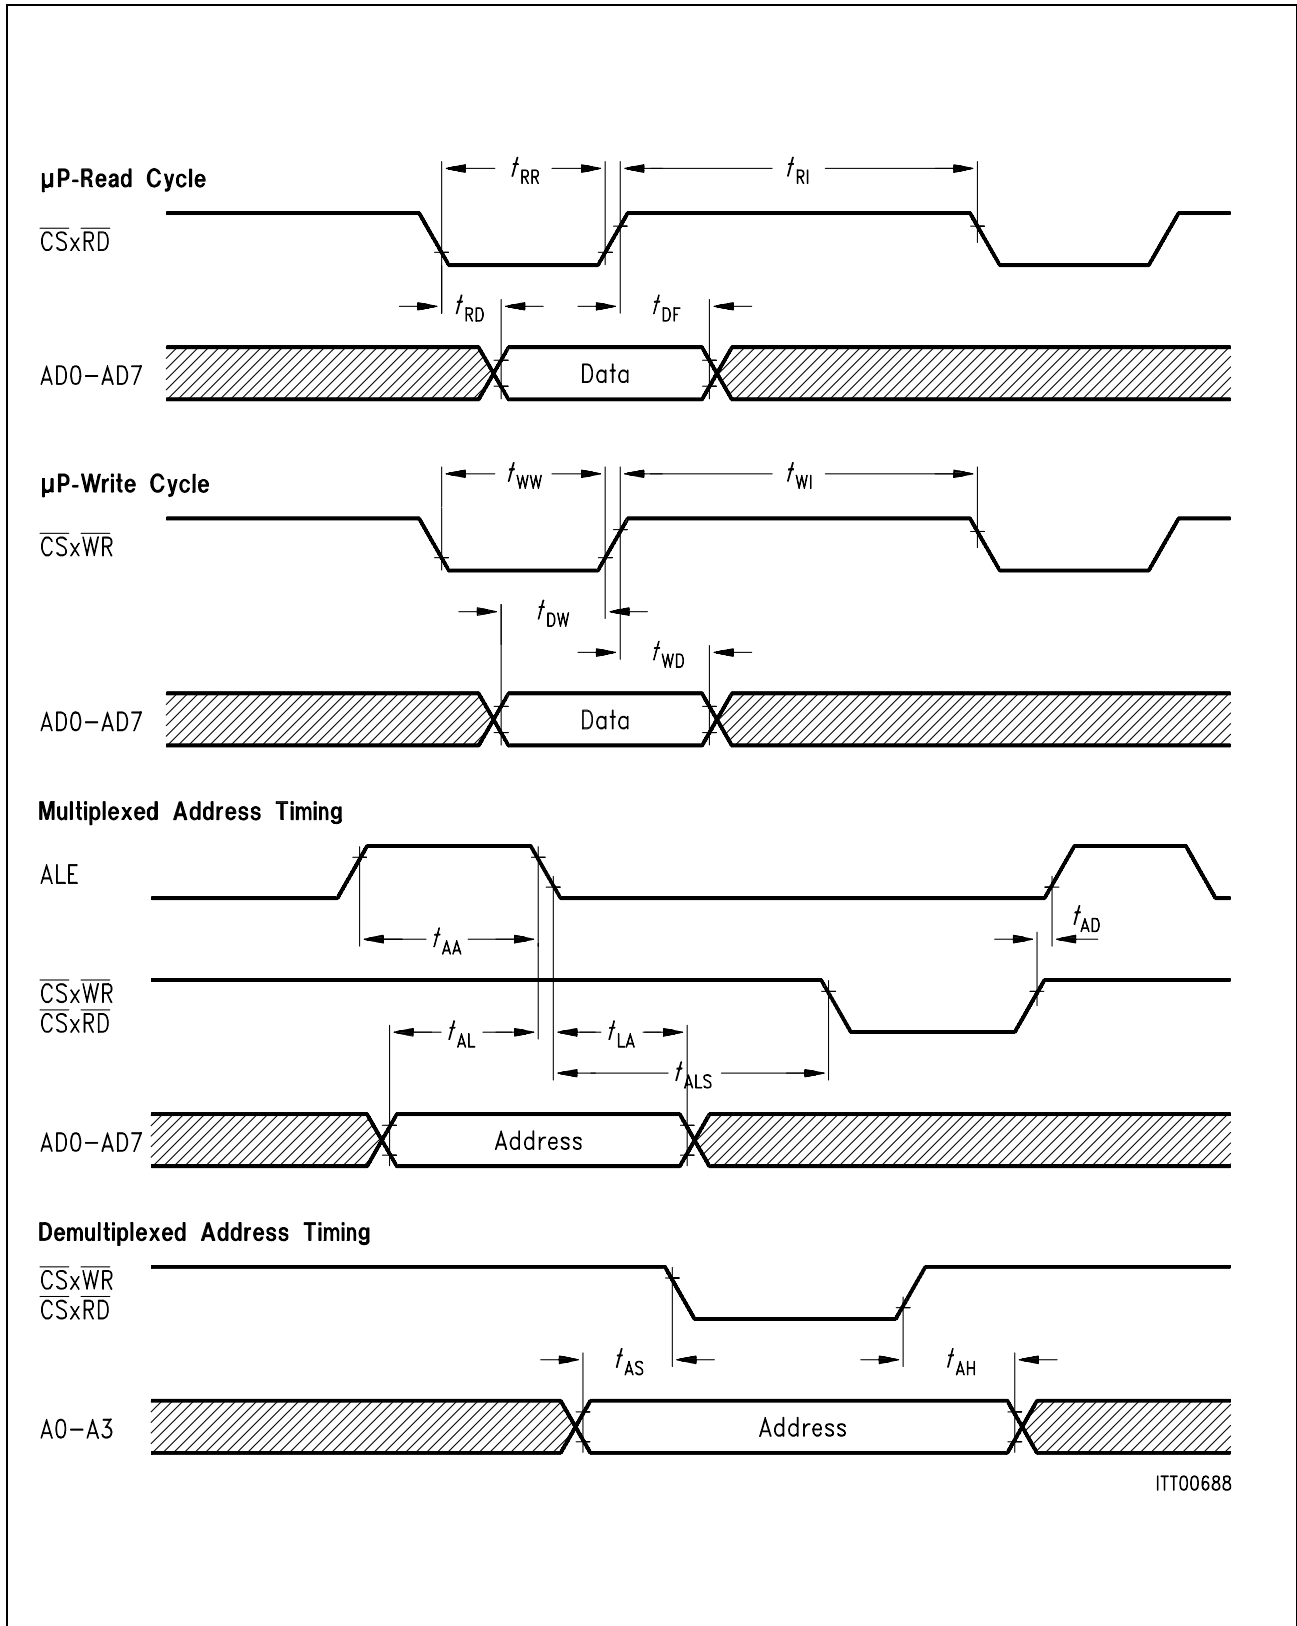 tRR tRI
µP-Read Cycle
CSxRD
tRD tDF
AD0-AD7 Data
tWW tWI
µP-Write Cycle
CSxWR
tDW
tWD
AD0-AD7 Data
Multiplexed Address Timing
ALE
tAD
tAA
CSxWR
CSxRD
tAL tLA
tALS
AD0-AD7 Address
Demultiplexed Address Timing
CSxWR
CSxRD
tAS tAH
A0-A3 Address
ITT00688